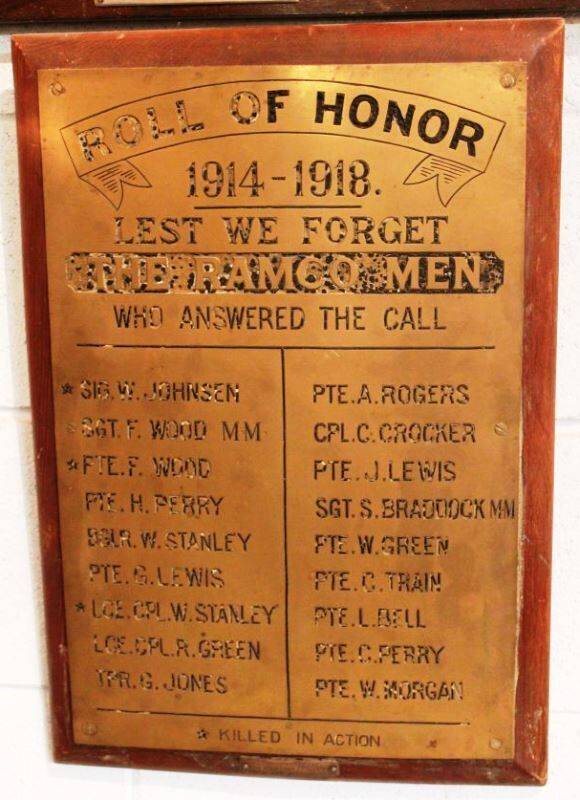 ROLL OF HONOR
1914-1918.
LEST WE FORGET
THE RAMCO MEN
WHO ANSWERED THE CALL
* SIG. W. JOHNSEN
* SGT. F. WOOD MM
* PTE. F. WOOD
PTE. H. PERRY
BGLR. W. STANLEY
PTE. G. LEWIS
* LCE. CPL. W. STANLEY
LCE. CPL. R. GREEN
TPR. G. JONES
PTE. A. ROGERS
CPL. C. CROCKER
PTE. J. LEWIS
SGT. S. BRADDOCK MM
PTE. W. GREEN
PTE. C. TRAIN
PTE. L. BELL
PTE. C. PERRY
PTE. W. MORGAN
* KILLED IN ACTION